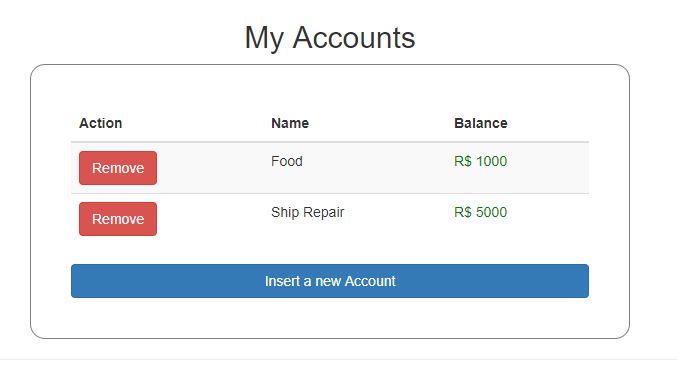 My Accounts
Action Name Balance
Remove Food R$ 1000
Remove Ship Repair R$ 5000
Insert a new Account